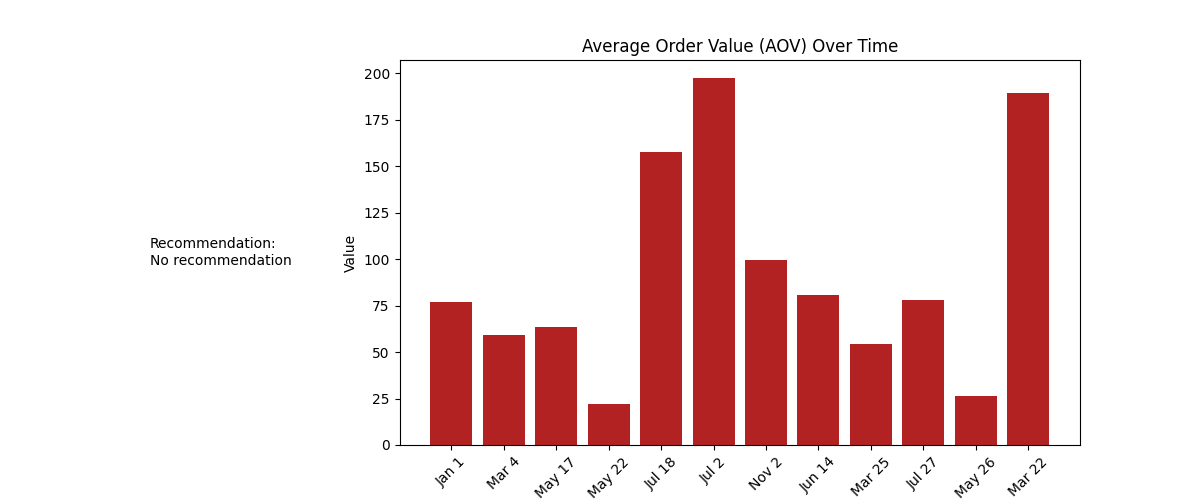 Average Order Value (AOV) Over Time
Recommendation:
No recommendation
Value
200
175
150
125
100
75
50
25
0
Jan 1
Mar 4
May 17
May 22
Jul 18
Jul 2
Nov 2
Jun 14
Mar 25
Jul 27
May 26
Mar 22